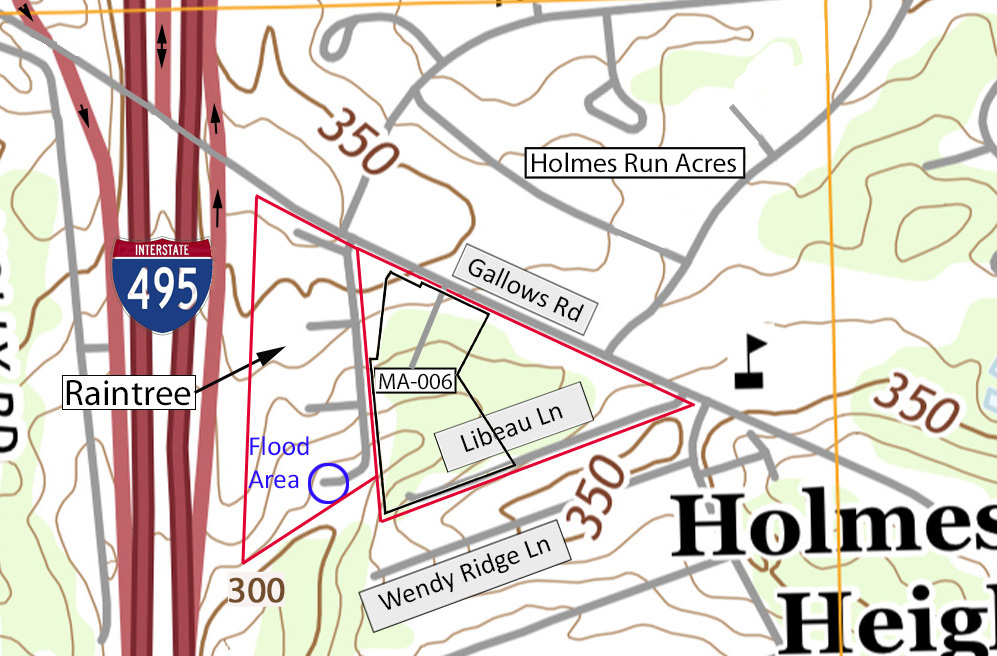 350
Holmes Run Acres
INTERSTATE
495
Gallows Rd
MA-006
Raintree
Libeau Ln
350
Flood
Area
350
Holmes
Wendy Ridge Ln
300
Heig
RD